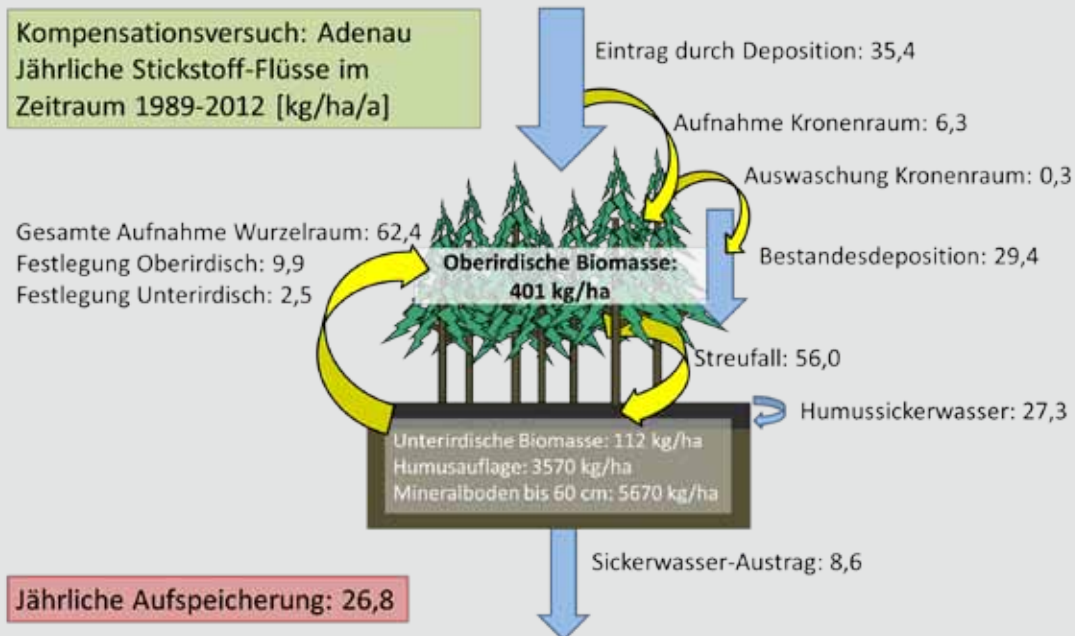 Kompensationsversuch: Adenau
Jährliche Stickstoff-Flüsse im
Zeitraum 1989-2012 [kg/ha/a]
Eintrag durch Deposition: 35,4
Aufnahme Kronenraum: 6,3
Auswaschung Kronenraum: 0,3
Gesamte Aufnahme Wurzelraum: 62,4
Festlegung Oberirdisch: 9,9
Festlegung Unterirdisch: 2,5
Oberirdische Biomasse:
401 kg/ha
Bestandesdeposition: 29,4
Streufall: 56,0
Humussickerwasser: 27,3
Unterirdische Biomasse: 112 kg/ha
Humusauflage: 3570 kg/ha
Mineralboden bis 60 cm: 5670 kg/ha
Sickerwasser-Austrag: 8,6
Jährliche Aufspeicherung: 26,8